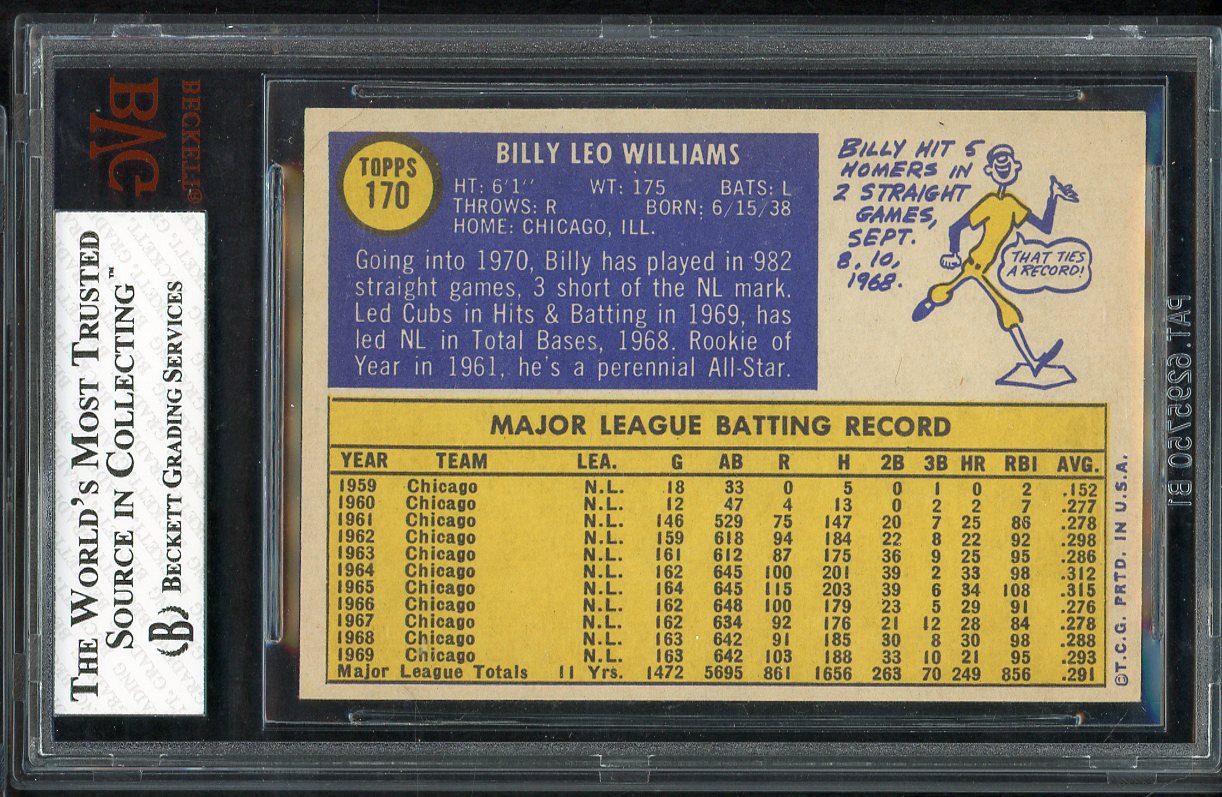 BVG
BECKETT®
THE WORLD'S MOST TRUSTED
SOURCE IN COLLECTING™
(B) BECKETT GRADING SERVICES
TOPPS
170
BILLY LEO WILLIAMS
HT: 6'1" WT: 175 BATS: L
THROWS: R BORN: 6/15/38
HOME: CHICAGO, ILL.
Going into 1970, Billy has played in 982
straight games, 3 short of the NL mark.
Led Cubs in Hits & Batting in 1969, has
led NL in Total Bases, 1968. Rookie of
Year in 1961, he's a perennial All-Star.
BILLY HIT 5
HOMERS IN
2 STRAIGHT
GAMES,
SEPT.
8, 10,
1968.
THAT TIES
A RECORD!
MAJOR LEAGUE BATTING RECORD
YEAR TEAM LEA. G AB R H 2B 3B HR RBI AVG.
1959 Chicago N.L. 18 33 0 5 0 1 0 2 .152
1960 Chicago N.L. 12 47 4 13 0 2 2 7 .277
1961 Chicago N.L. 146 529 75 147 20 7 25 86 .278
1962 Chicago N.L. 159 618 94 184 22 8 22 92 .298
1963 Chicago N.L. 161 612 87 175 36 9 25 95 .286
1964 Chicago N.L. 162 645 100 201 39 2 33 98 .312
1965 Chicago N.L. 164 645 115 203 39 6 34 108 .315
1966 Chicago N.L. 162 648 100 179 23 5 29 91 .276
1967 Chicago N.L. 162 634 92 176 21 12 28 84 .278
1968 Chicago N.L. 163 642 91 185 30 8 30 98 .288
1969 Chicago N.L. 163 642 103 188 33 10 21 95 .293
Major League Totals 11 Yrs. 1472 5695 861 1656 263 70 249 856 .291
©T.C.G. PRTD. IN U.S.A.
PAT. 6295750 B1